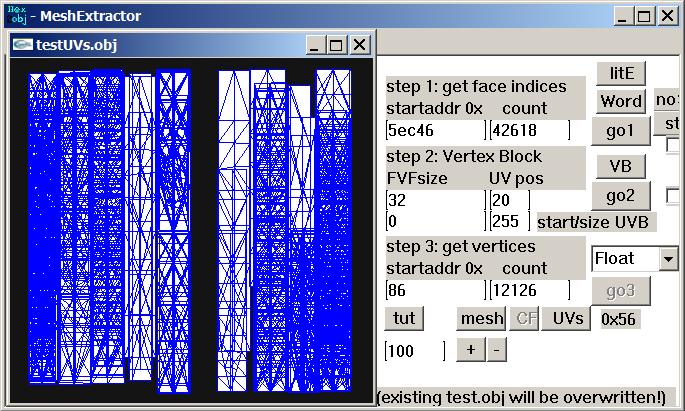 Hex
obj
- MeshExtractor
testUVs.obj
step 1: get face indices
startaddr 0x count
5ec46 42618
litE
Word
no
go1
st
step 2: Vertex Block
FVFsize UV pos
32 20
0 255 start/size UVB
VB
go2
step 3: get vertices
startaddr 0x count
86 12126
Float
go3
tut mesh CF UVs 0x56
100 + -
(existing test.obj will be overwritten!)